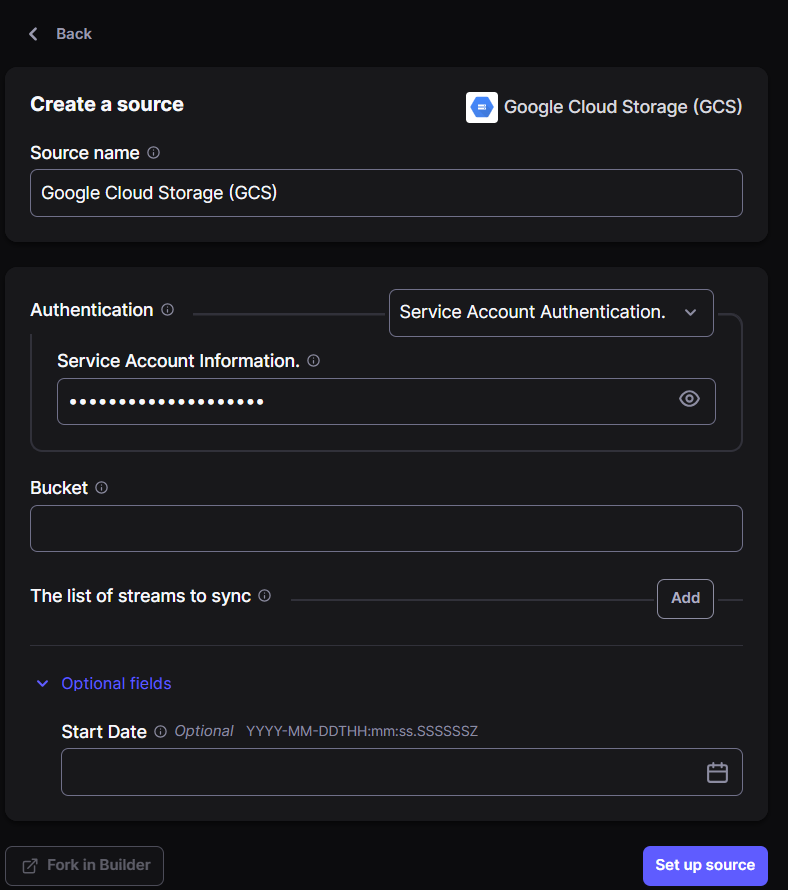 Back
Create a source
Google Cloud Storage (GCS)
Source name
Google Cloud Storage (GCS)
Authentication
Service Account Authentication.
Service Account Information.
••••••••••••••••••••
Bucket
The list of streams to sync
Add
Optional fields
Start Date Optional YYYY-MM-DDTHH:mm:ss.SSSSSSZ
Fork in Builder
Set up source